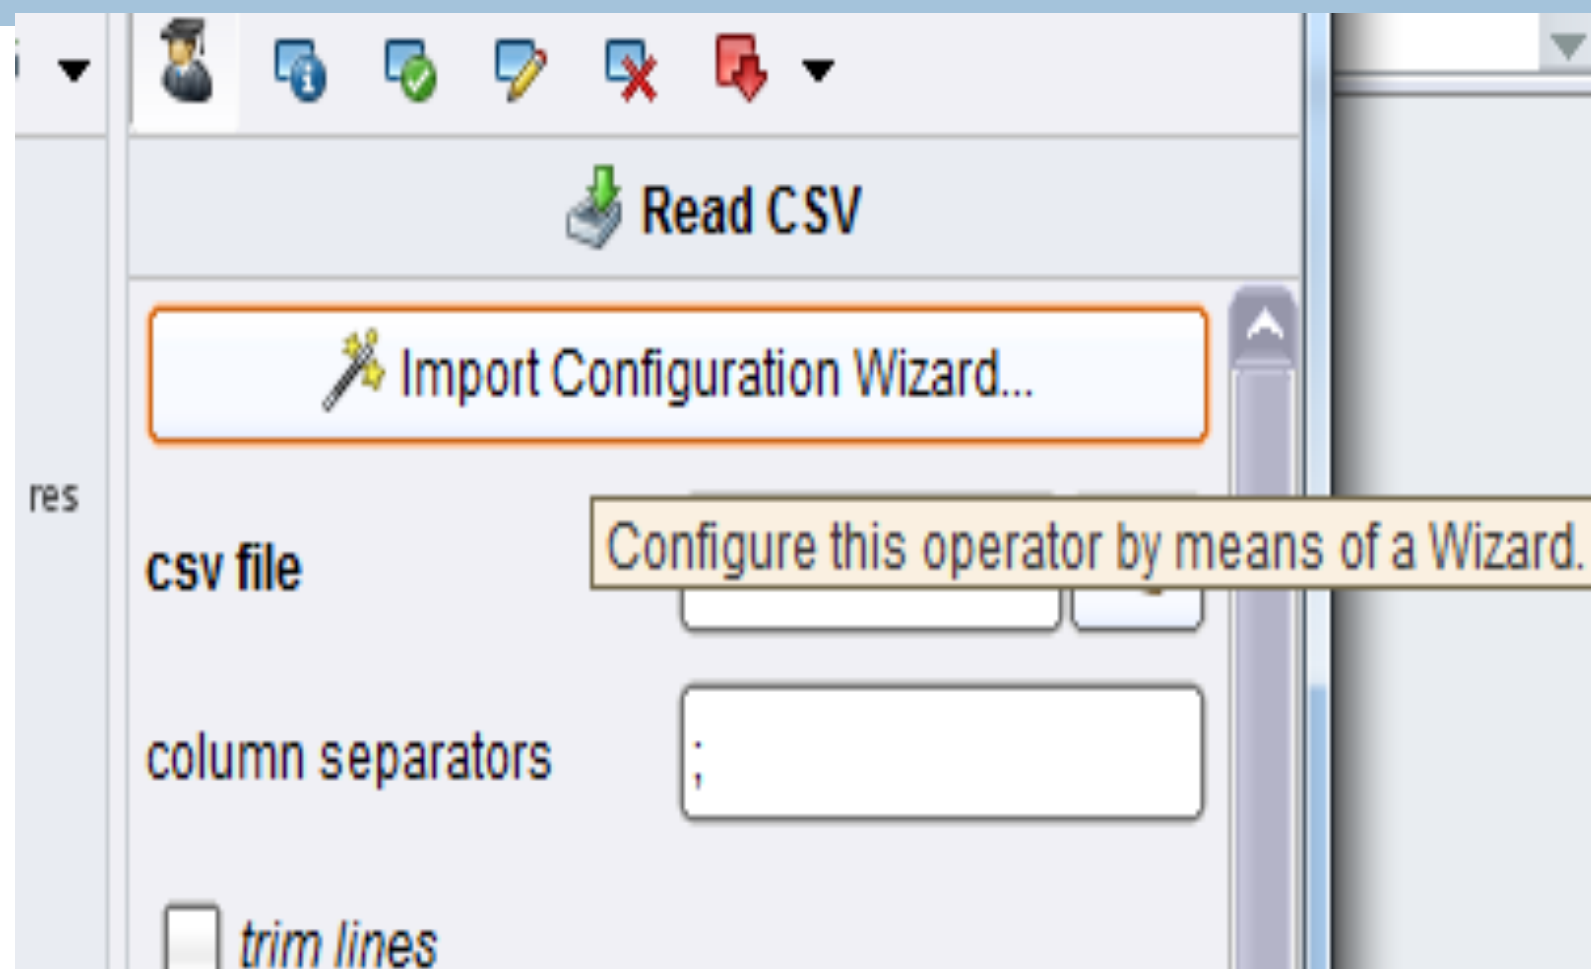 Read CSV
Import Configuration Wizard...
res
Configure this operator by means of a Wizard.
csv file
column separators
;
trim lines